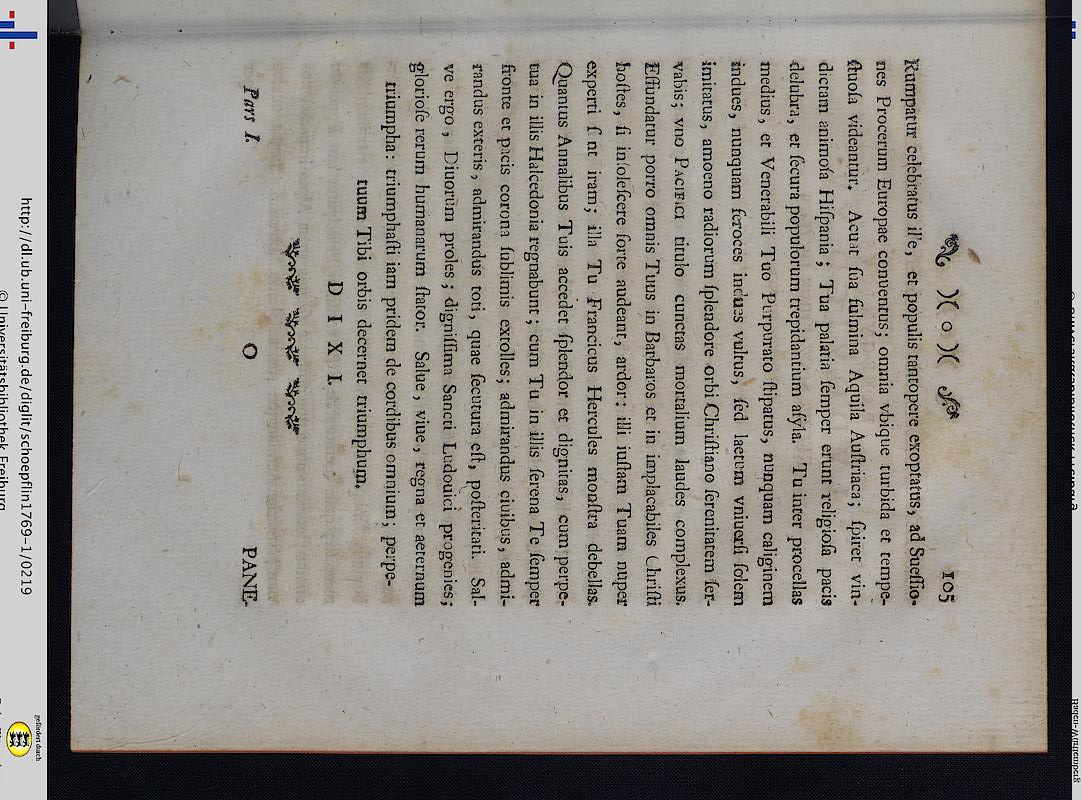 )( o )( 105
Rumpatur celebratus ille, et populis tantopere exoptatus, ad Sueſſio-
nes Procerum Europae conuentus; omnia vbique turbida et tempe-
ſtuoſa videantur. Acuat ſua fulmina Aquila Auſtriaca; ſpiret vin-
dictam animoſa Hiſpania; Tua palatia ſemper erunt religioſa pacis
delubra, et ſecura populorum trepidantium aſyla. Tu inter procellas
medius, et Venerabili Tuo Purpurato ſtipatus, nunquam caliginem
indues, nunquam feroces indues vultus, ſed laetum vniuerſi ſolem
imitatus, amoeno radiorum ſplendore orbi Chriſtiano ſerenitatem ſer-
vabis; vno PACIFICI titulo cunctas mortalium laudes complexus.
Effundatur porro omnis Tuus in Barbaros et in implacabiles Chriſti
hoſtes, ſi inſoleſcere forte audeant, ardor: illi iuſtam Tuam nuper
experti ſ nt iram; illa Tu Francicus Hercules monſtra debellas.
Quantus Annalibus Tuis accedet ſplendor et dignitas, cum perpe-
tua in illis Halcedonia regnabunt; cum Tu in illis ſerena Te ſemper
fronte et pacis corona ſublimis extolles; admirandus ciuibus, admi-
randus exteris, admirandus toti, quae ſecutura eſt, poſteritati. Sal-
ve ergo, Diuorum proles; digniſſima Sancti Ludouici progenies;
glorioſe rerum humanarum ſtator. Salue, viue, regna et aeternum
triumpha: triumphaſti iam pridem de cordibus omnium; perpe-
tuum Tibi orbis decernet triumphum.
D I X I.
Pars I. O PANE-
http://dl.ub.uni-freiburg.de/diglit/schoepflin1769-1/0219
© Universitätsbibliothek Freiburg
gefördert durch